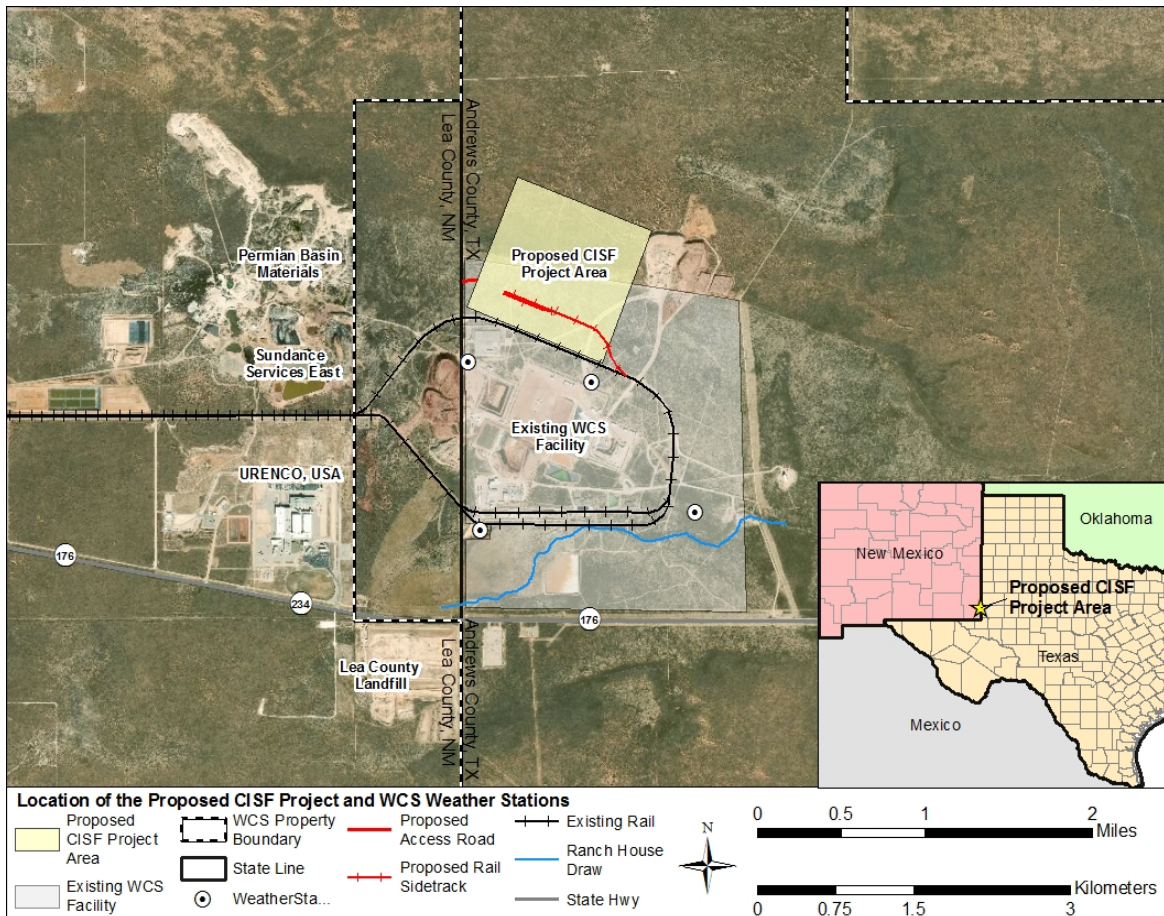 Andrews County, TX
Lea County, NM
Permian Basin
Materials
Proposed CISF
Project Area
Sundance
Services East
Existing WCS
Facility
URENCO, USA
176
234
176
Lea County
Landfill
Andrews County, TX
Lea County, NM
Oklahoma
New Mexico
Proposed CISF
Project Area
Texas
Mexico
Location of the Proposed CISF Project and WCS Weather Stations
Proposed
CISF Project
Area
Existing WCS
Facility
WCS Property
Boundary
State Line
WeatherSta...
Proposed
Access Road
Proposed Rail
Sidetrack
Existing Rail
Ranch House
Draw
State Hwy
N
0 0.5 1 2
Miles
Kilometers
0 0.75 1.5 3